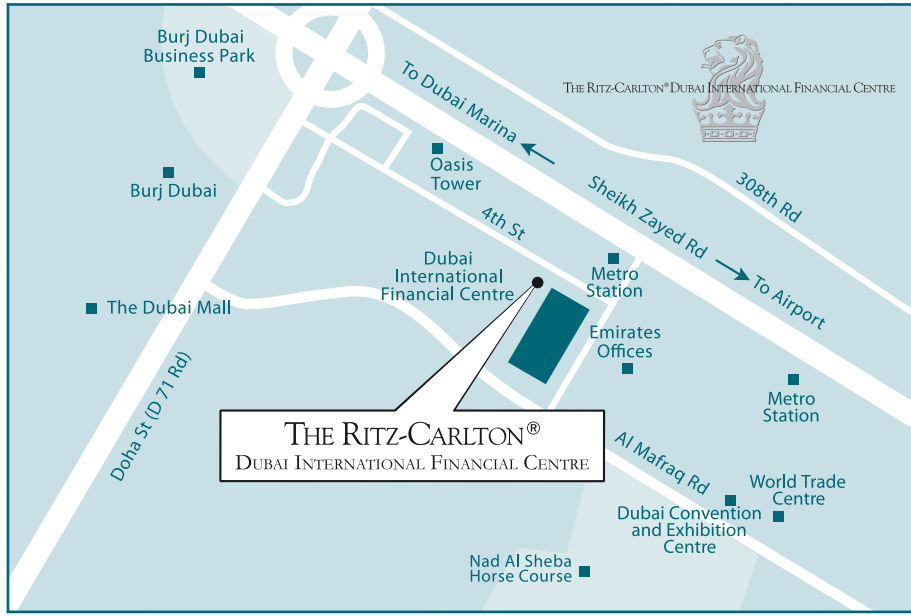 Burj Dubai
Business Park
THE RITZ-CARLTON® DUBAI INTERNATIONAL FINANCIAL CENTRE
To Dubai Marina
Oasis
Tower
Burj Dubai
Sheikh Zayed Rd
308th Rd
4th St
Dubai
International
Financial Centre
Metro
Station
To Airport
The Dubai Mall
Emirates
Offices
Metro
Station
Doha St (D 71 Rd)
THE RITZ-CARLTON®
DUBAI INTERNATIONAL FINANCIAL CENTRE
Al Mafraq Rd
World Trade
Centre
Dubai Convention
and Exhibition
Centre
Nad Al Sheba
Horse Course